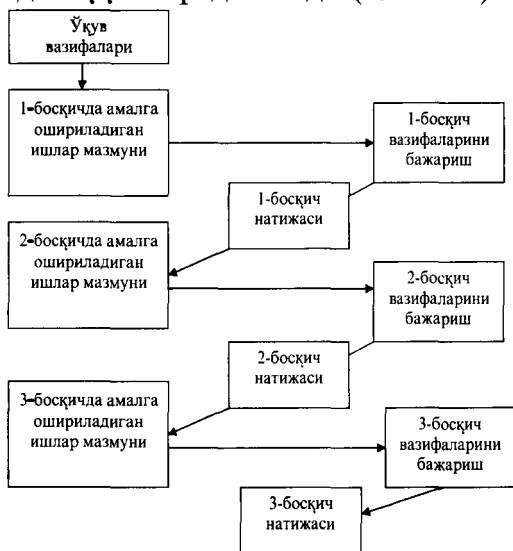 Ўқув
вазифалари
1-босқичда амалга
ошириладиган
ишлар мазмуни
1-босқич
вазифаларини
бажариш
1-босқич
натижаси
2-босқичда амалга
ошириладиган
ишлар мазмуни
2-босқич
вазифаларини
бажариш
2-босқич
натижаси
3-босқичда амалга
ошириладиган
ишлар мазмуни
3-босқич
вазифаларини
бажариш
3-босқич
натижаси